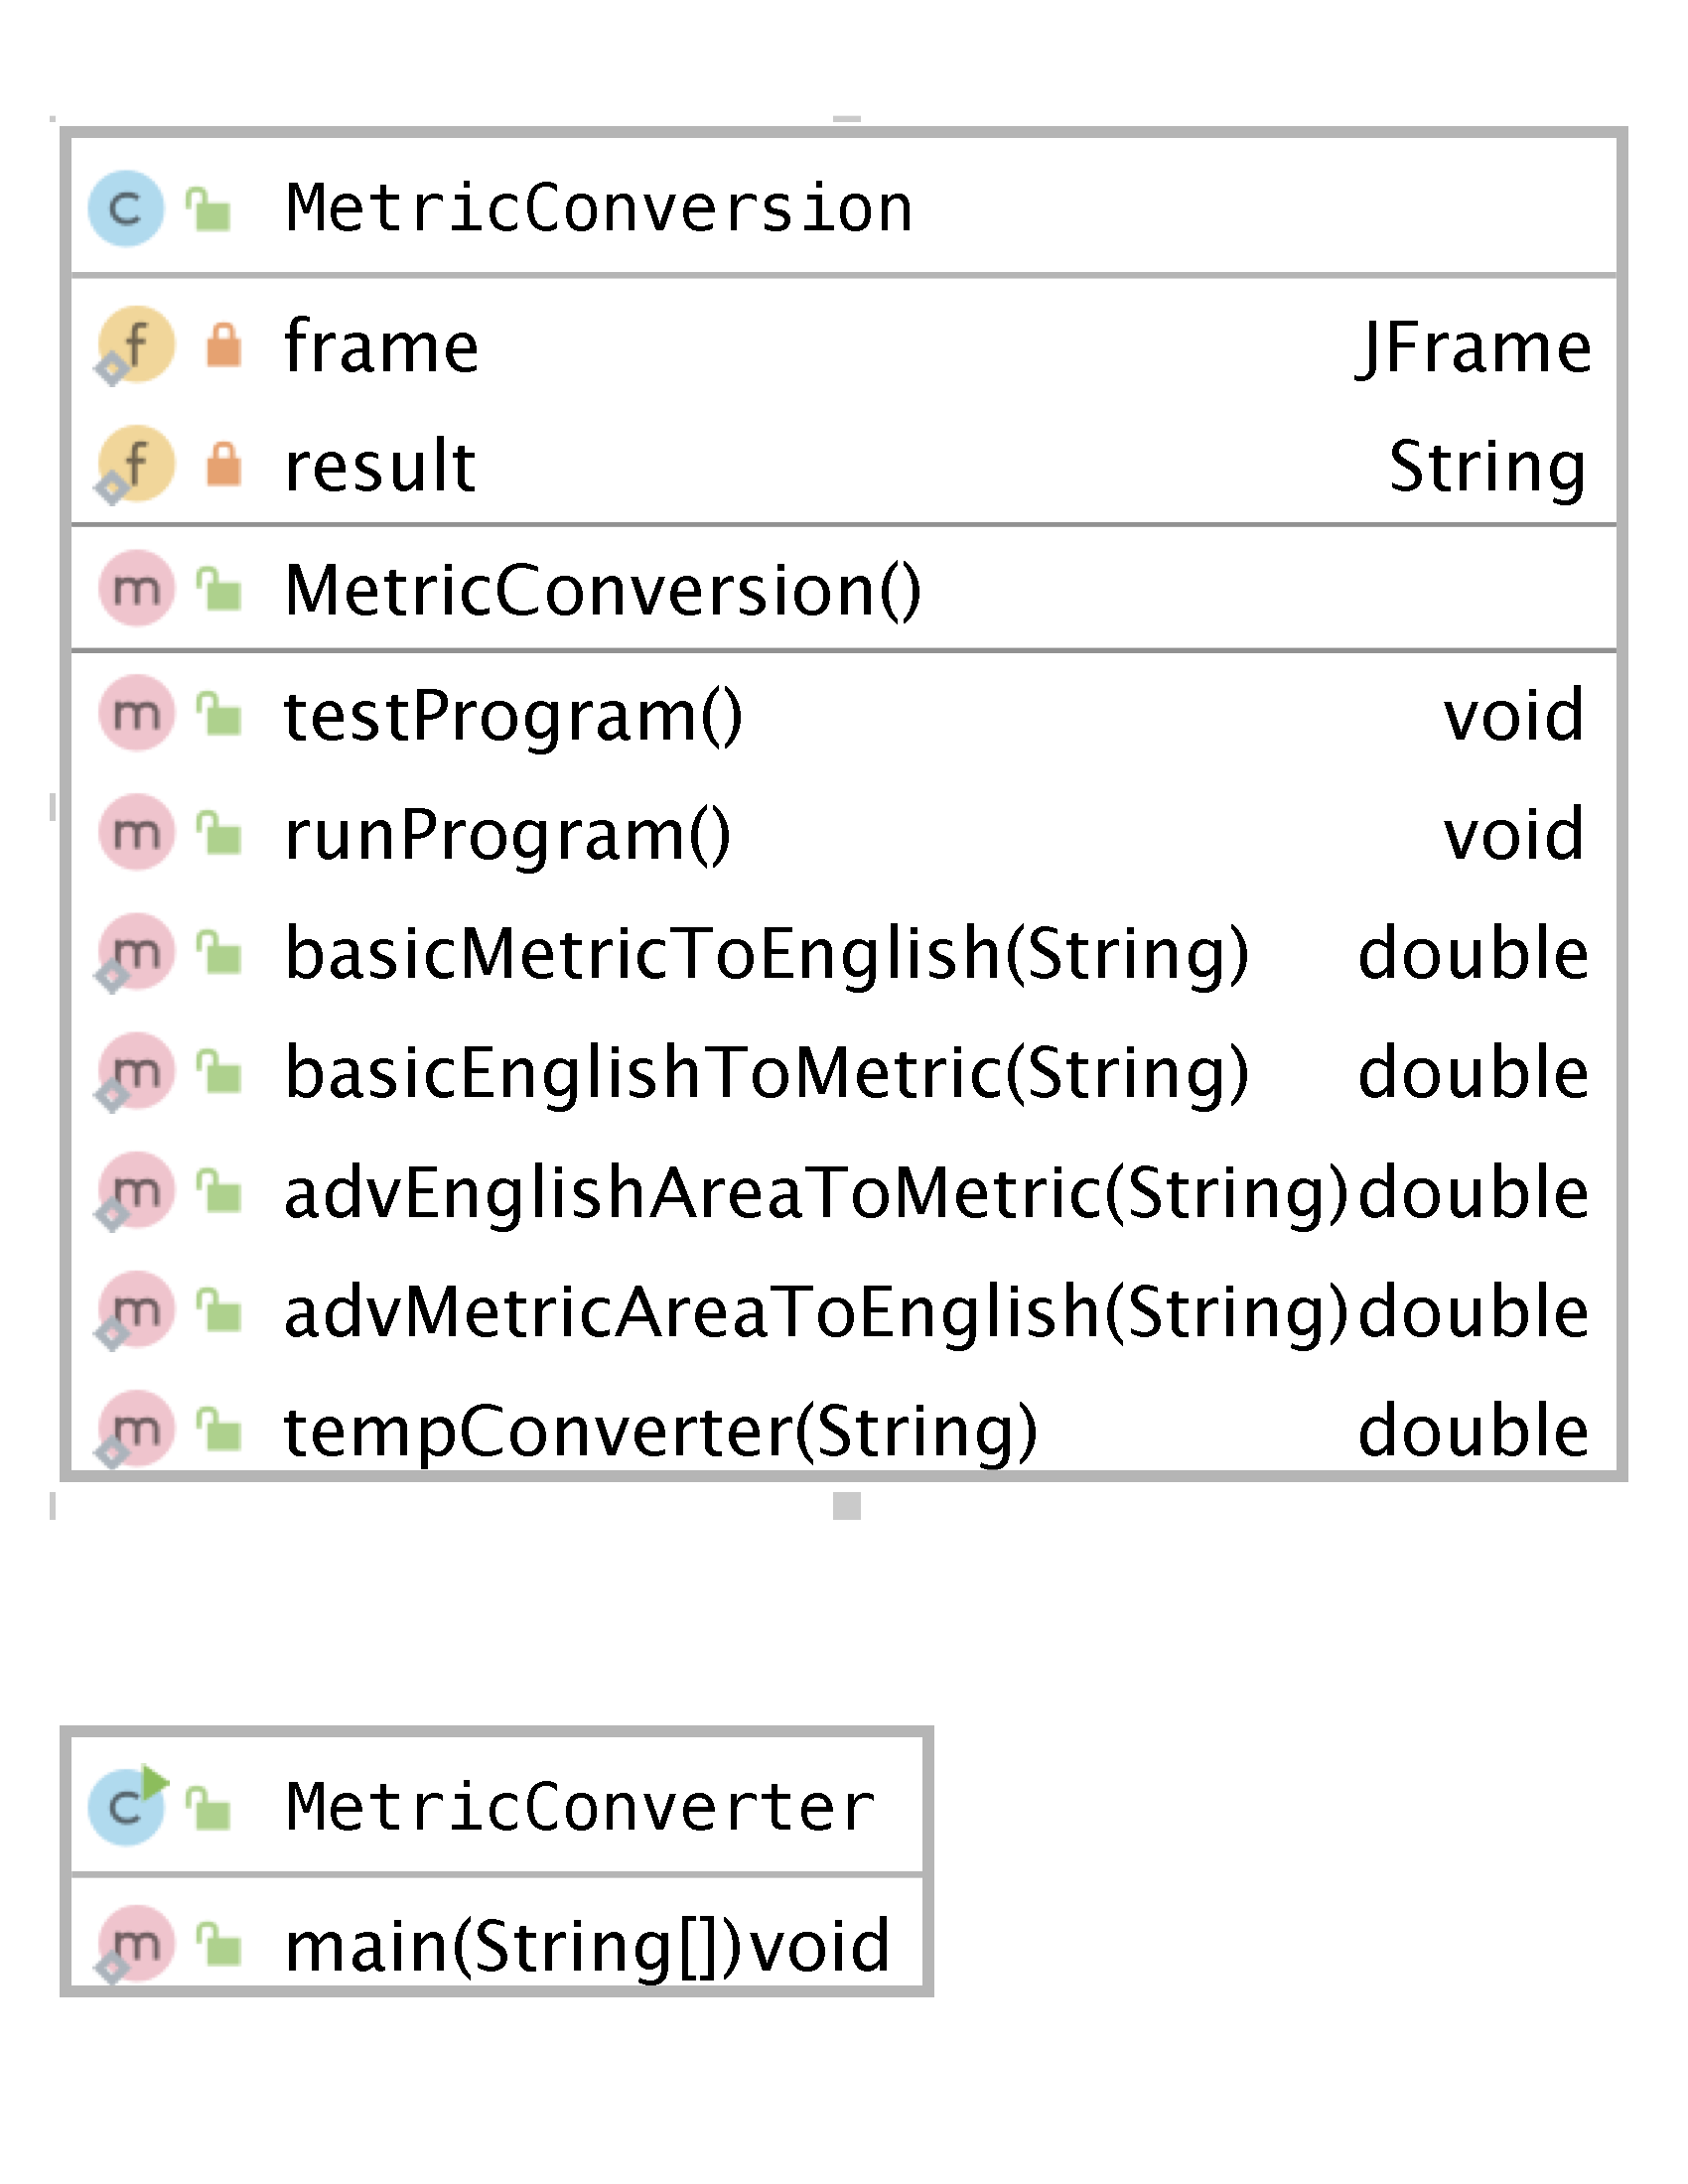 c MetricConversion
f frame JFrame
f result String
m MetricConversion()
m testProgram() void
m runProgram() void
m basicMetricToEnglish(String) double
m basicEnglishToMetric(String) double
m advEnglishAreaToMetric(String) double
m advMetricAreaToEnglish(String) double
m tempConverter(String) double
c MetricConverter
m main(String[]) void